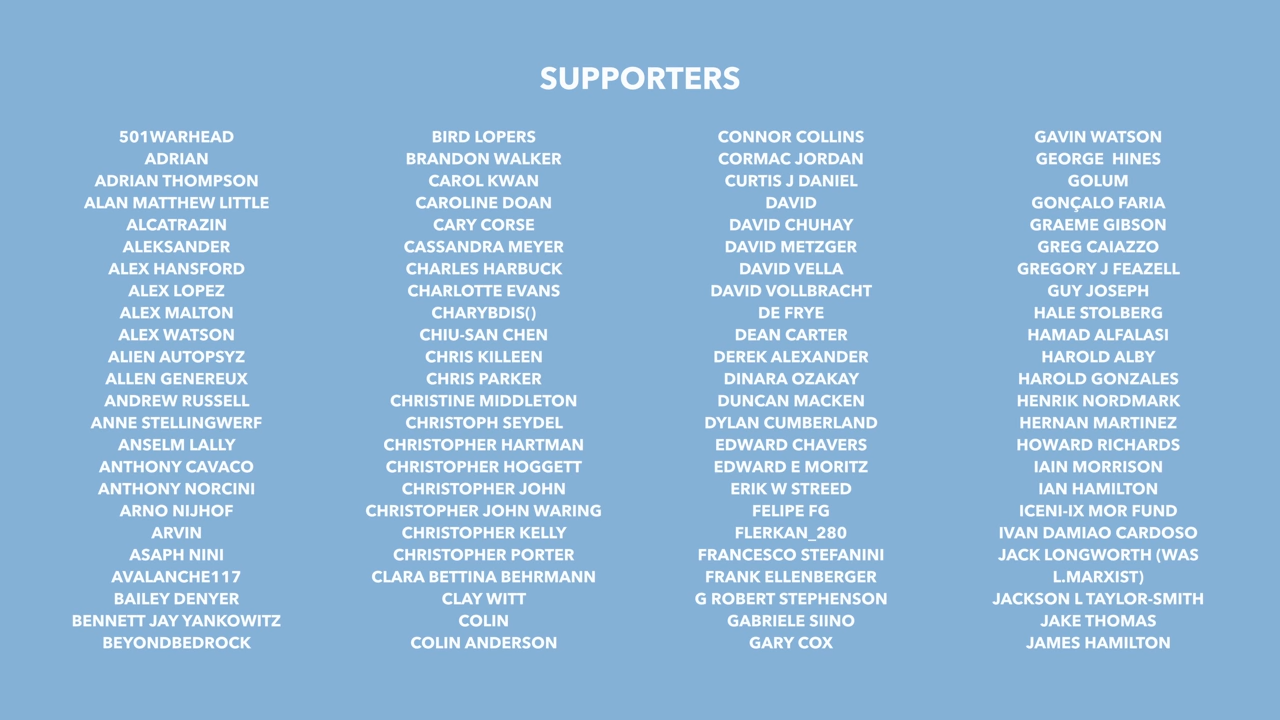 SUPPORTERS
501WARHEAD
ADRIAN
ADRIAN THOMPSON
ALAN MATTHEW LITTLE
ALCATRAZIN
ALEKSANDER
ALEX HANSFORD
ALEX LOPEZ
ALEX MALTON
ALEX WATSON
ALIEN AUTOPSYZ
ALLEN GENEREUX
ANDREW RUSSELL
ANNE STELLINGWERF
ANSELM LALLY
ANTHONY CAVACO
ANTHONY NORCINI
ARNO NIJHOF
ARVIN
ASAPH NINI
AVALANCHE117
BAILEY DENYER
BENNETT JAY YANKOWITZ
BEYONDBEDROCK
BIRD LOPERS
BRANDON WALKER
CAROL KWAN
CAROLINE DOAN
CARY CORSE
CASSANDRA MEYER
CHARLES HARBUCK
CHARLOTTE EVANS
CHARYBDIS()
CHIU-SAN CHEN
CHRIS KILLEEN
CHRIS PARKER
CHRISTINE MIDDLETON
CHRISTOPH SEYDEL
CHRISTOPHER HARTMAN
CHRISTOPHER HOGGETT
CHRISTOPHER JOHN
CHRISTOPHER JOHN WARING
CHRISTOPHER KELLY
CHRISTOPHER PORTER
CLARA BETTINA BEHRMANN
CLAY WITT
COLIN
COLIN ANDERSON
CONNOR COLLINS
CORMAC JORDAN
CURTIS J DANIEL
DAVID
DAVID CHUHAY
DAVID METZGER
DAVID VELLA
DAVID VOLLBRACHT
DE FRYE
DEAN CARTER
DEREK ALEXANDER
DINARA OZAKAY
DUNCAN MACKEN
DYLAN CUMBERLAND
EDWARD CHAVERS
EDWARD E MORITZ
ERIK W STREED
FELIPE FG
FLERKAN_280
FRANCESCO STEFANINI
FRANK ELLENBERGER
G ROBERT STEPHENSON
GABRIELE SIINO
GARY COX
GAVIN WATSON
GEORGE  HINES
GOLUM
GONÇALO FARIA
GRAEME GIBSON
GREG CAIAZZO
GREGORY J FEAZELL
GUY JOSEPH
HALE STOLBERG
HAMAD ALFALASI
HAROLD ALBY
HAROLD GONZALES
HENRIK NORDMARK
HERNAN MARTINEZ
HOWARD RICHARDS
IAIN MORRISON
IAN HAMILTON
ICENI-IX MOR FUND
IVAN DAMIAO CARDOSO
JACK LONGWORTH (WAS
L.MARXIST)
JACKSON L TAYLOR-SMITH
JAKE THOMAS
JAMES HAMILTON